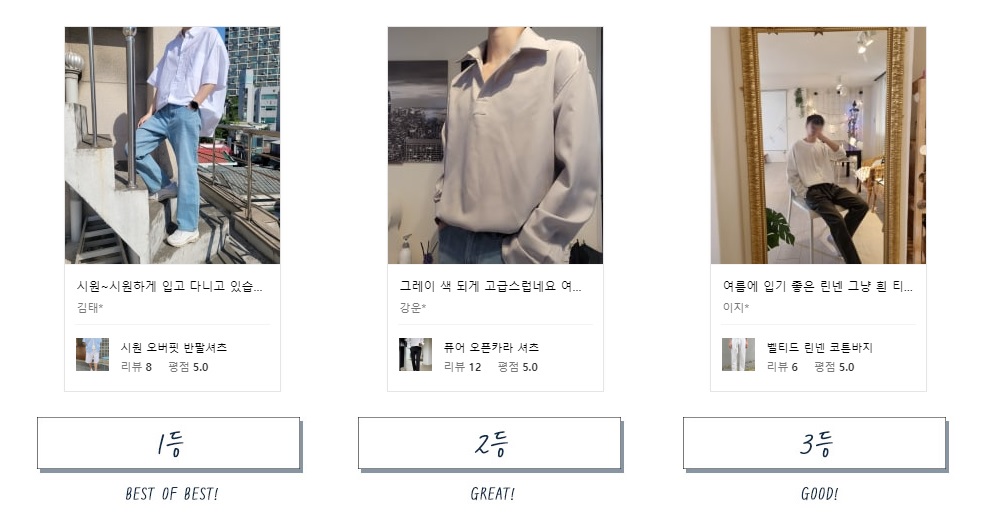 시원~시원하게 입고 다니고 있습...
김태*
시원 오버핏 반팔셔츠
리뷰 8 평점 5.0
1등
BEST OF BEST!
그레이 색 되게 고급스럽네요 여...
강운*
퓨어 오픈카라 셔츠
리뷰 12 평점 5.0
2등
GREAT!
여름에 입기 좋은 린넨 그냥 흰 티...
이지*
벨티드 린넨 코튼바지
리뷰 6 평점 5.0
3등
GOOD!